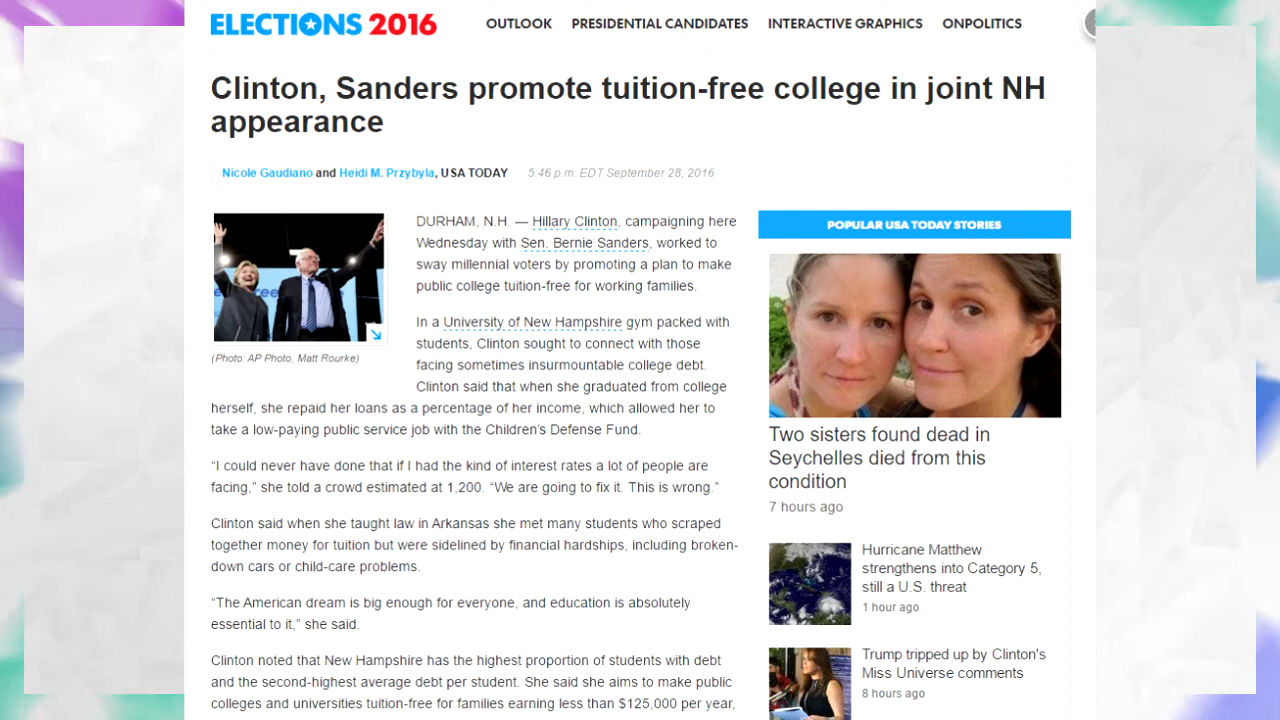 ELECTIONS 2016
OUTLOOK PRESIDENTIAL CANDIDATES INTERACTIVE GRAPHICS ONPOLITICS
Clinton, Sanders promote tuition-free college in joint NH
appearance
Nicole Gaudiano and Heidi M. Przybyla, USA TODAY 5:46 p.m. EDT September 28, 2016
(Photo: AP Photo, Matt Rourke)
DURHAM, N.H. — Hillary Clinton, campaigning here
Wednesday with Sen. Bernie Sanders, worked to
sway millennial voters by promoting a plan to make
public college tuition-free for working families.
In a University of New Hampshire gym packed with
students, Clinton sought to connect with those
facing sometimes insurmountable college debt.
Clinton said that when she graduated from college
herself, she repaid her loans as a percentage of her income, which allowed her to
take a low-paying public service job with the Children's Defense Fund.
“I could never have done that if I had the kind of interest rates a lot of people are
facing,” she told a crowd estimated at 1,200. “We are going to fix it. This is wrong.”
Clinton said when she taught law in Arkansas she met many students who scraped
together money for tuition but were sidelined by financial hardships, including broken-
down cars or child-care problems.
“The American dream is big enough for everyone, and education is absolutely
essential to it,” she said.
Clinton noted that New Hampshire has the highest proportion of students with debt
and the second-highest average debt per student. She said she aims to make public
colleges and universities tuition-free for families earning less than $125,000 per year,
POPULAR USA TODAY STORIES
Two sisters found dead in
Seychelles died from this
condition
7 hours ago
Hurricane Matthew
strengthens into Category 5,
still a U.S. threat
1 hour ago
Trump tripped up by Clinton's
Miss Universe comments
8 hours ago